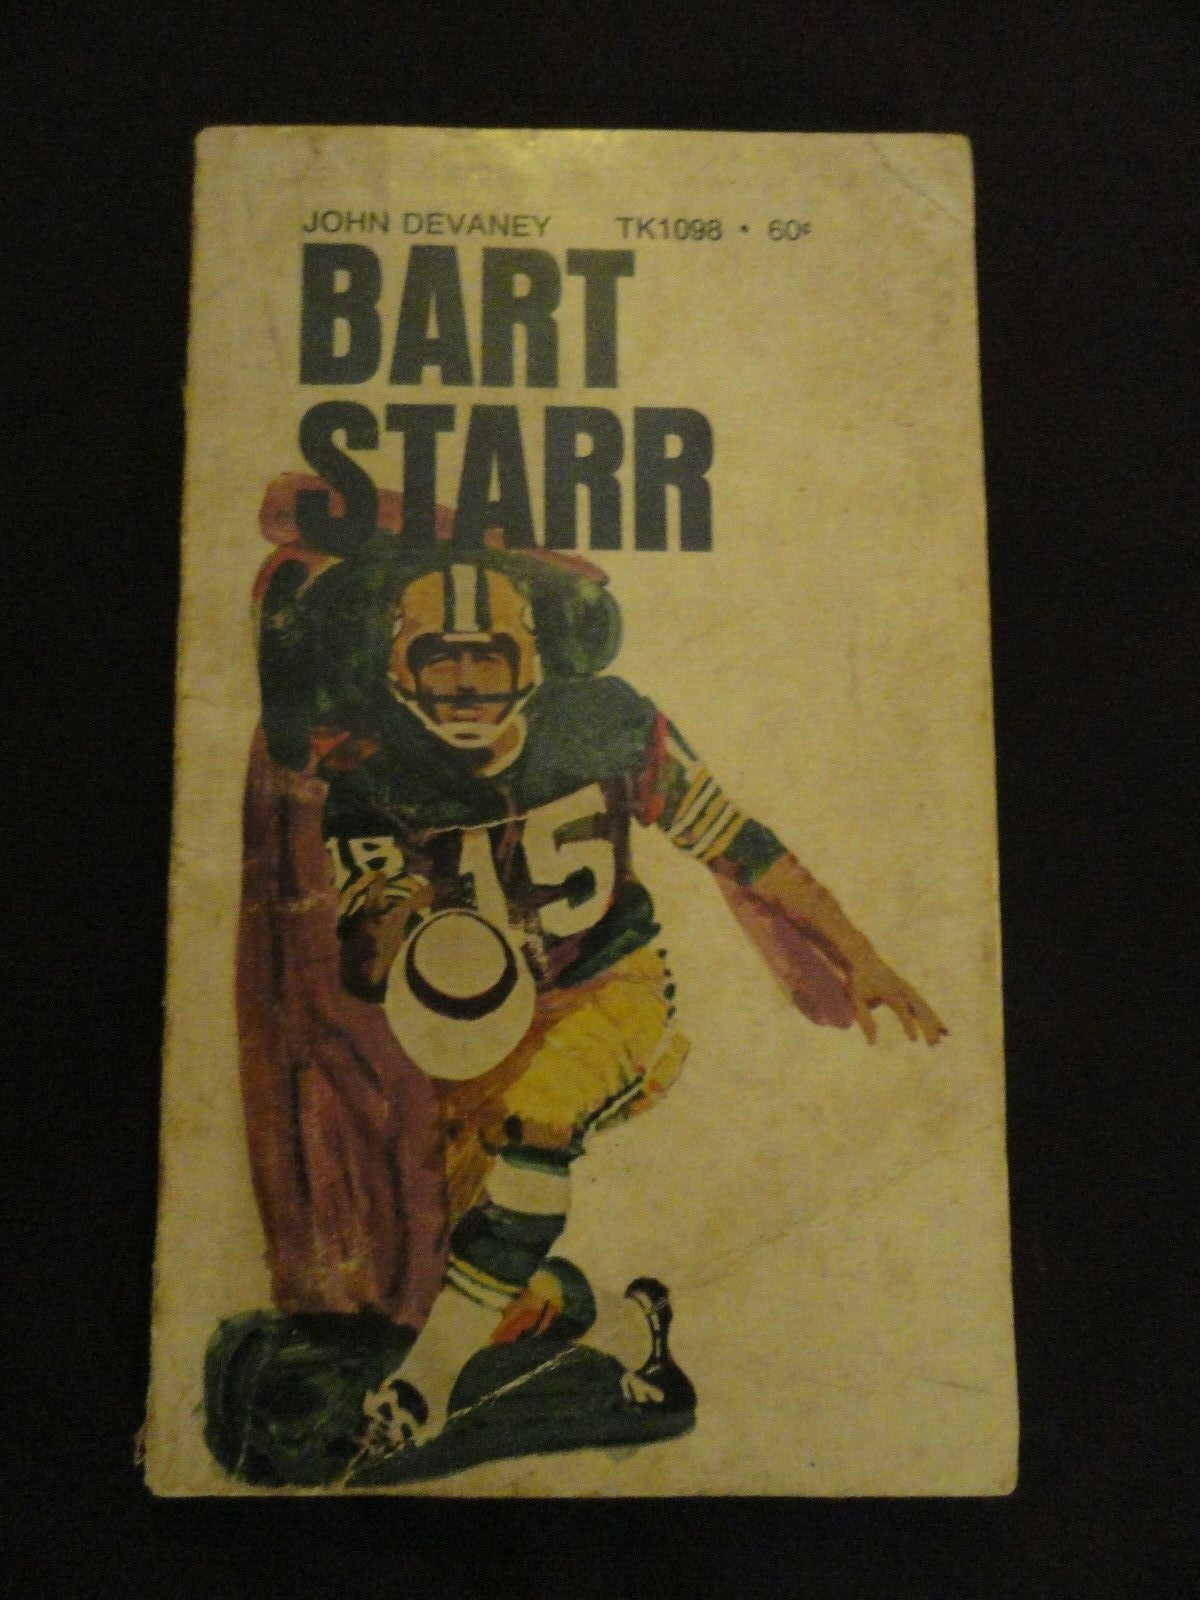 JOHN DEVANEY TK1098 • 60¢
BART
STARR
15